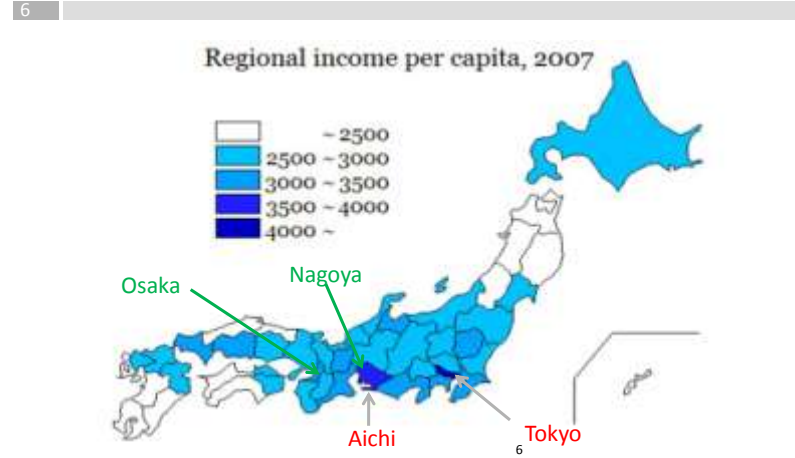 6
Regional income per capita, 2007
~ 2500
2500 ~ 3000
3000 ~ 3500
3500 ~ 4000
4000 ~
Nagoya
Osaka
Aichi
Tokyo
6